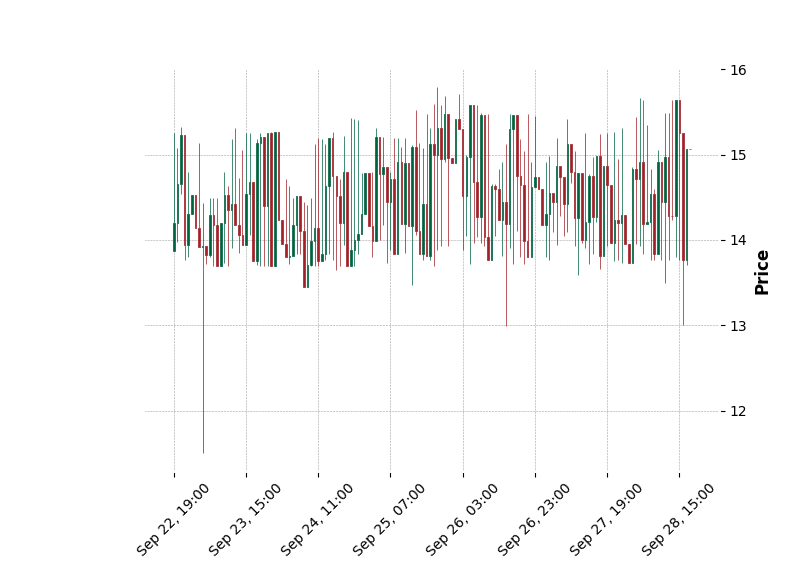 16
15
14
13
12
Price
Sep 22, 19:00
Sep 23, 15:00
Sep 24, 11:00
Sep 25, 07:00
Sep 26, 03:00
Sep 26, 23:00
Sep 27, 19:00
Sep 28, 15:00